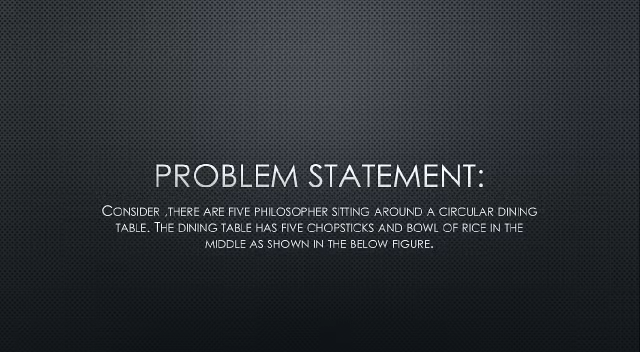 PROBLEM STATEMENT:
CONSIDER ,THERE ARE FIVE PHILOSOPHER SITTING AROUND A CIRCULAR DINING
TABLE. THE DINING TABLE HAS FIVE CHOPSTICKS AND BOWL OF RICE IN THE
MIDDLE AS SHOWN IN THE BELOW FIGURE.